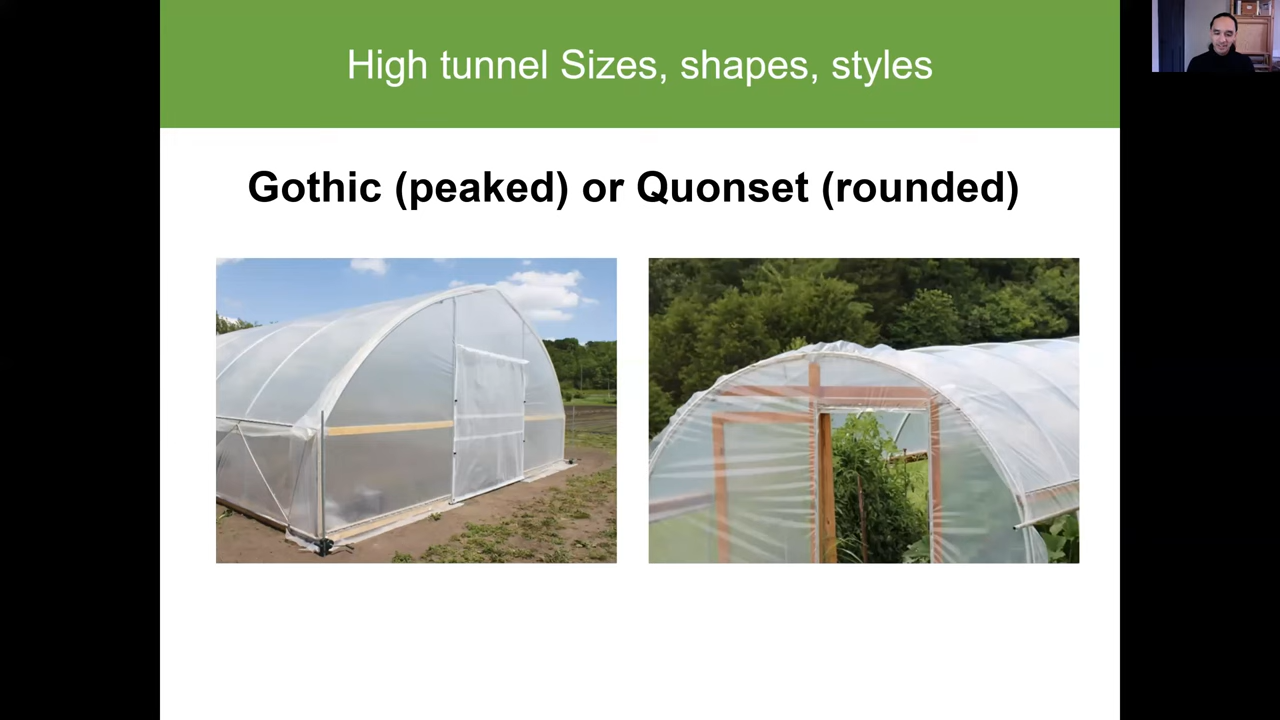 High tunnel Sizes, shapes, styles
Gothic (peaked) or Quonset (rounded)